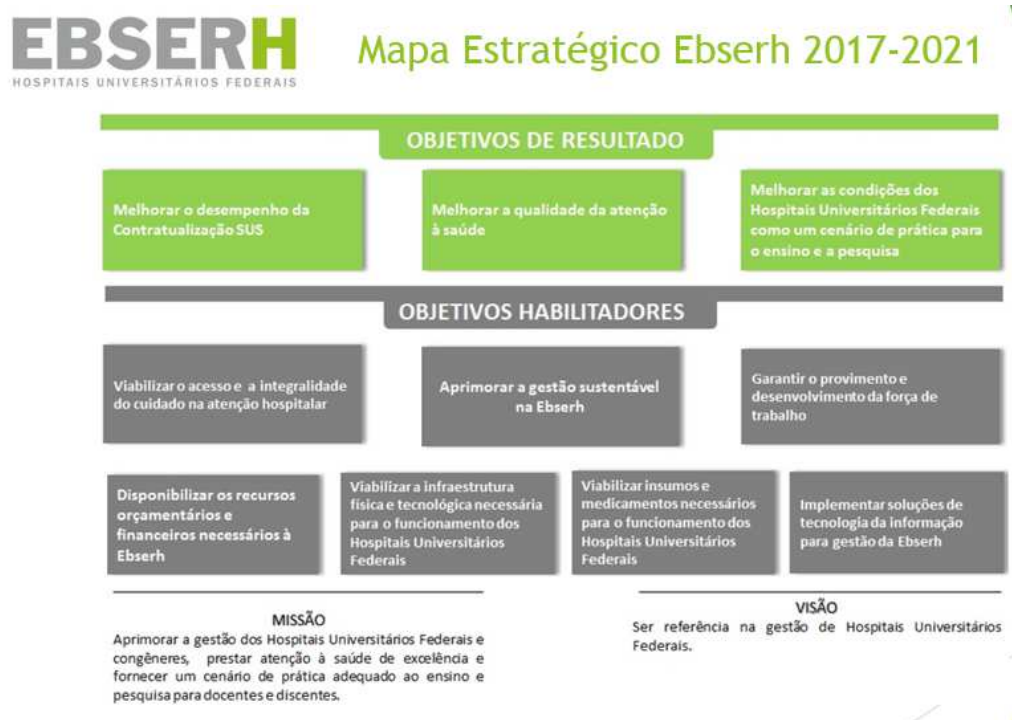 EBSERH
HOSPITAIS UNIVERSITÁRIOS FEDERAIS
Mapa Estratégico Ebserh 2017-2021
OBJETIVOS DE RESULTADO
Melhorar o desempenho da
Contratualização SUS
Melhorar a qualidade da atenção
à saúde
Melhorar as condições dos
Hospitais Universitários Federais
como um cenário de prática para
o ensino e a pesquisa
OBJETIVOS HABILITADORES
Viabilizar o acesso e a integralidade
do cuidado na atenção hospitalar
Aprimorar a gestão sustentável
na Ebserh
Garantir o provimento e
desenvolvimento da força de
trabalho
Disponibilizar os recursos
orçamentários e
financeiros necessários à
Ebserh
Viabilizar a infraestrutura
física e tecnológica necessária
para o funcionamento dos
Hospitais Universitários
Federais
Viabilizar insumos e
medicamentos necessários
para o funcionamento dos
Hospitais Universitários
Federais
Implementar soluções de
tecnologia da informação
para gestão da Ebserh
MISSÃO
Aprimorar a gestão dos Hospitais Universitários Federais e
congêneres, prestar atenção à saúde de excelência e
fornecer um cenário de prática adequado ao ensino e
pesquisa para docentes e discentes.
VISÃO
Ser referência na gestão de Hospitais Universitários
Federais.